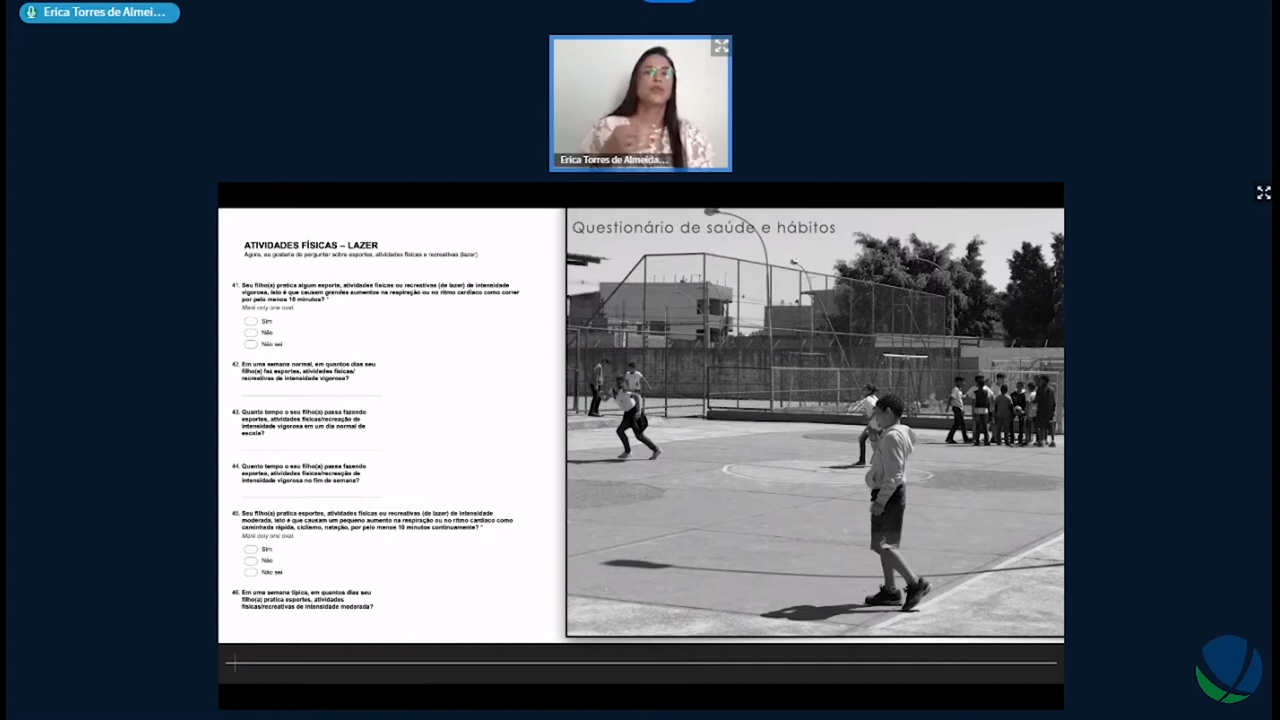 Erica Torres de Almei...
Erica Torres de Almeida...
Questionário de saúde e hábitos
ATIVIDADES FÍSICAS – LAZER
Agora, eu gostaria de perguntar sobre esportes, atividades físicas e recreativas (lazer)
41. Seu filho(a) pratica algum esporte, atividades físicas ou recreativas (de lazer) de intensidade
vigorosa, isto é que causam grandes aumentos na respiração ou no ritmo cardíaco como correr
por pelo menos 10 minutos? *
Mark only one oval.
Sim
Não
Não sei
42. Em uma semana normal, em quantos dias seu
filho(a) faz esportes, atividades físicas/
recreativas de intensidade vigorosa?
43. Quanto tempo o seu filho(a) passa fazendo
esportes, atividades físicas/recreação de
intensidade vigorosa em um dia normal de
escola?
44. Quanto tempo o seu filho(a) passa fazendo
esportes, atividades físicas/recreação de
intensidade vigorosa no fim de semana?
45. Seu filho(a) pratica esportes, atividades físicas ou recreativas (de lazer) de intensidade
moderada, isto é que causam um pequeno aumento na respiração ou no ritmo cardíaco como
caminhada rápida, ciclismo, natação, por pelo menos 10 minutos continuamente? *
Mark only one oval.
Sim
Não
Não sei
46. Em uma semana típica, em quantos dias seu
filho(a) pratica esportes, atividades
físicas/recreativas de intensidade moderada?